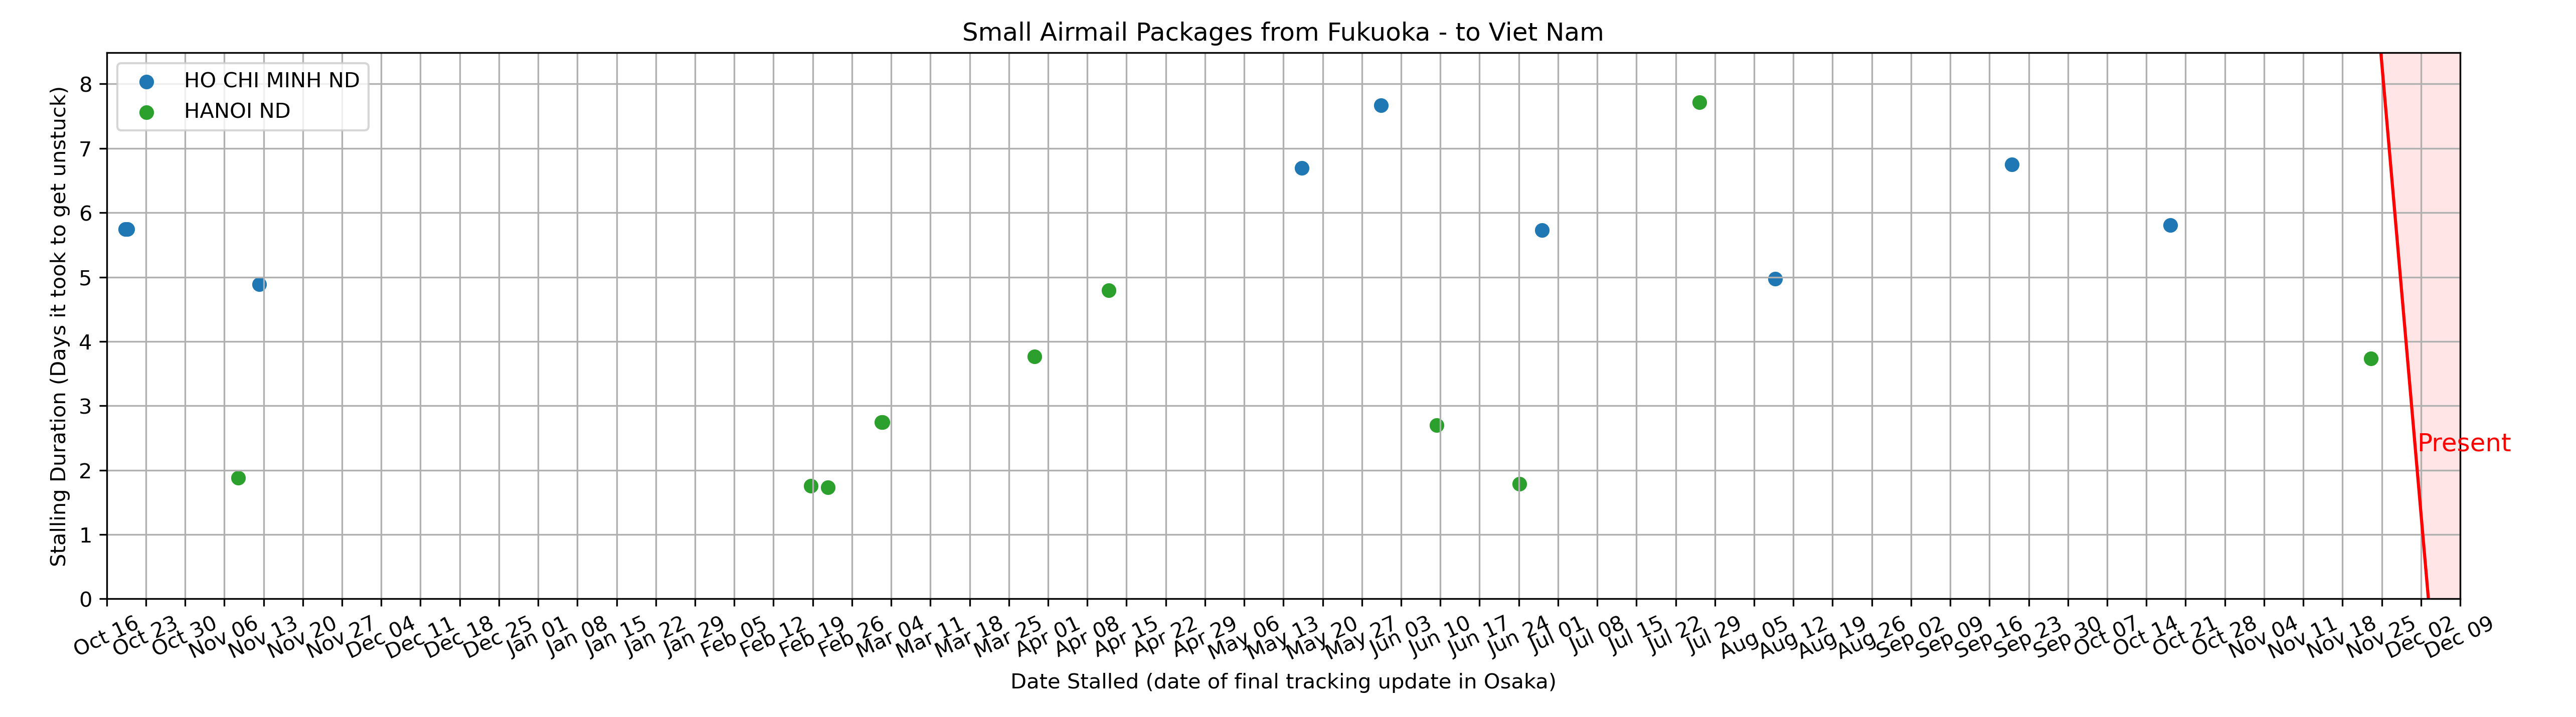 Small Airmail Packages from Fukuoka - to Viet Nam
HO CHI MINH ND
HANOI ND
Stalling Duration (Days it took to get unstuck)
8
7
6
5
4
3
2
1
0
Present
Oct 16
Oct 23
Oct 30
Nov 06
Nov 13
Nov 20
Nov 27
Dec 04
Dec 11
Dec 18
Dec 25
Jan 01
Jan 08
Jan 15
Jan 22
Jan 29
Feb 05
Feb 12
Feb 19
Feb 26
Mar 04
Mar 11
Mar 18
Mar 25
Apr 01
Apr 08
Apr 15
Apr 22
Apr 29
May 06
May 13
May 20
May 27
Jun 03
Jun 10
Jun 17
Jun 24
Jul 01
Jul 08
Jul 15
Jul 22
Jul 29
Aug 05
Aug 12
Aug 19
Aug 26
Sep 02
Sep 09
Sep 16
Sep 23
Sep 30
Oct 07
Oct 14
Oct 21
Oct 28
Nov 04
Nov 11
Nov 18
Nov 25
Dec 02
Dec 09
Date Stalled (date of final tracking update in Osaka)